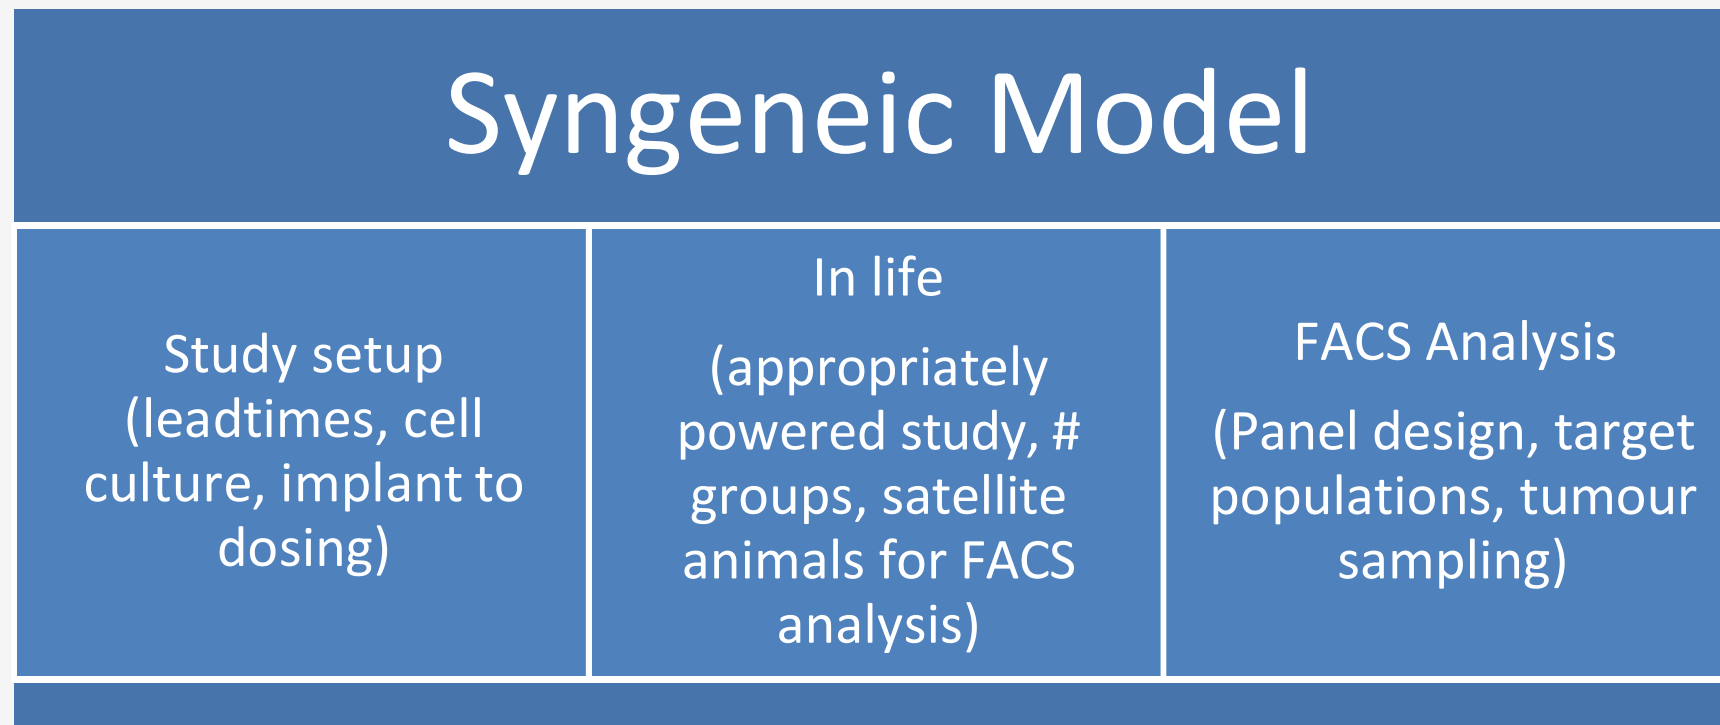 Syngeneic Model
Study setup
(leadtimes, cell
culture, implant to
dosing)
In life
(appropriately
powered study, #
groups, satellite
animals for FACS
analysis)
FACS Analysis
(Panel design, target
populations, tumour
sampling)